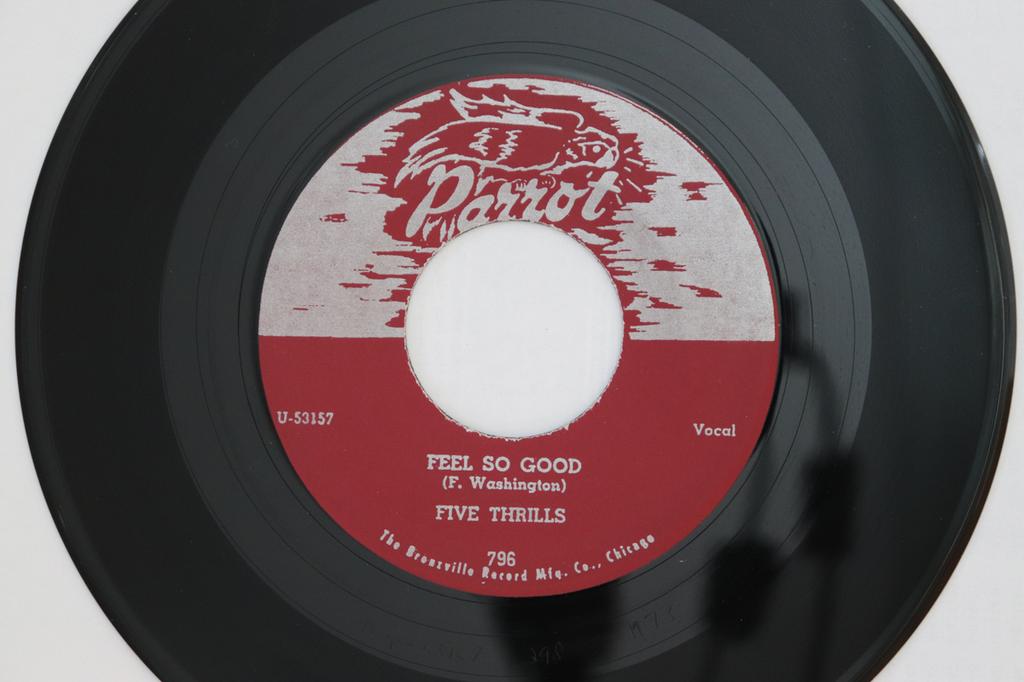 Parrot
U-53157
Vocal
FEEL SO GOOD
(F. Washington)
FIVE THRILLS
796
The Bronzville Record Mfg. Co., Chicago